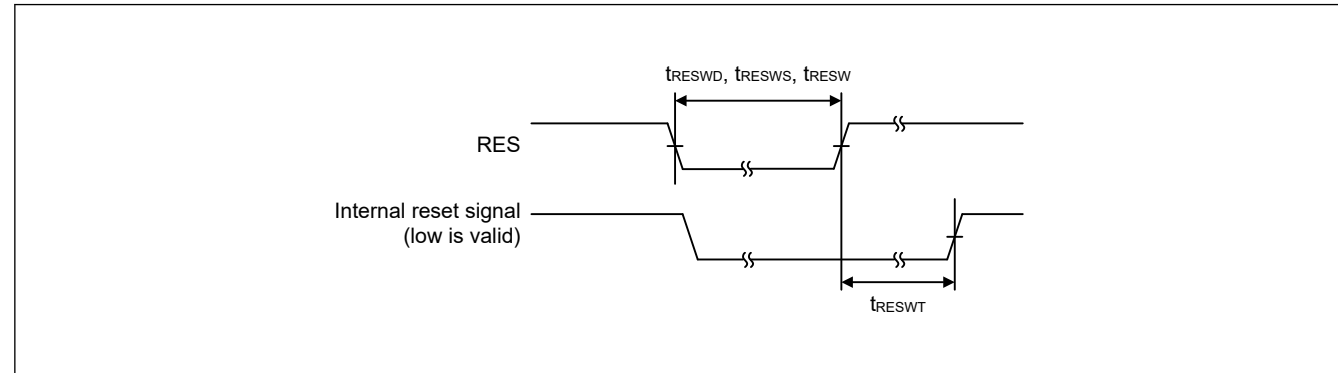 tRESWD, tRESWS, tRESW
RES
Internal reset signal
(low is valid)
tRESWT